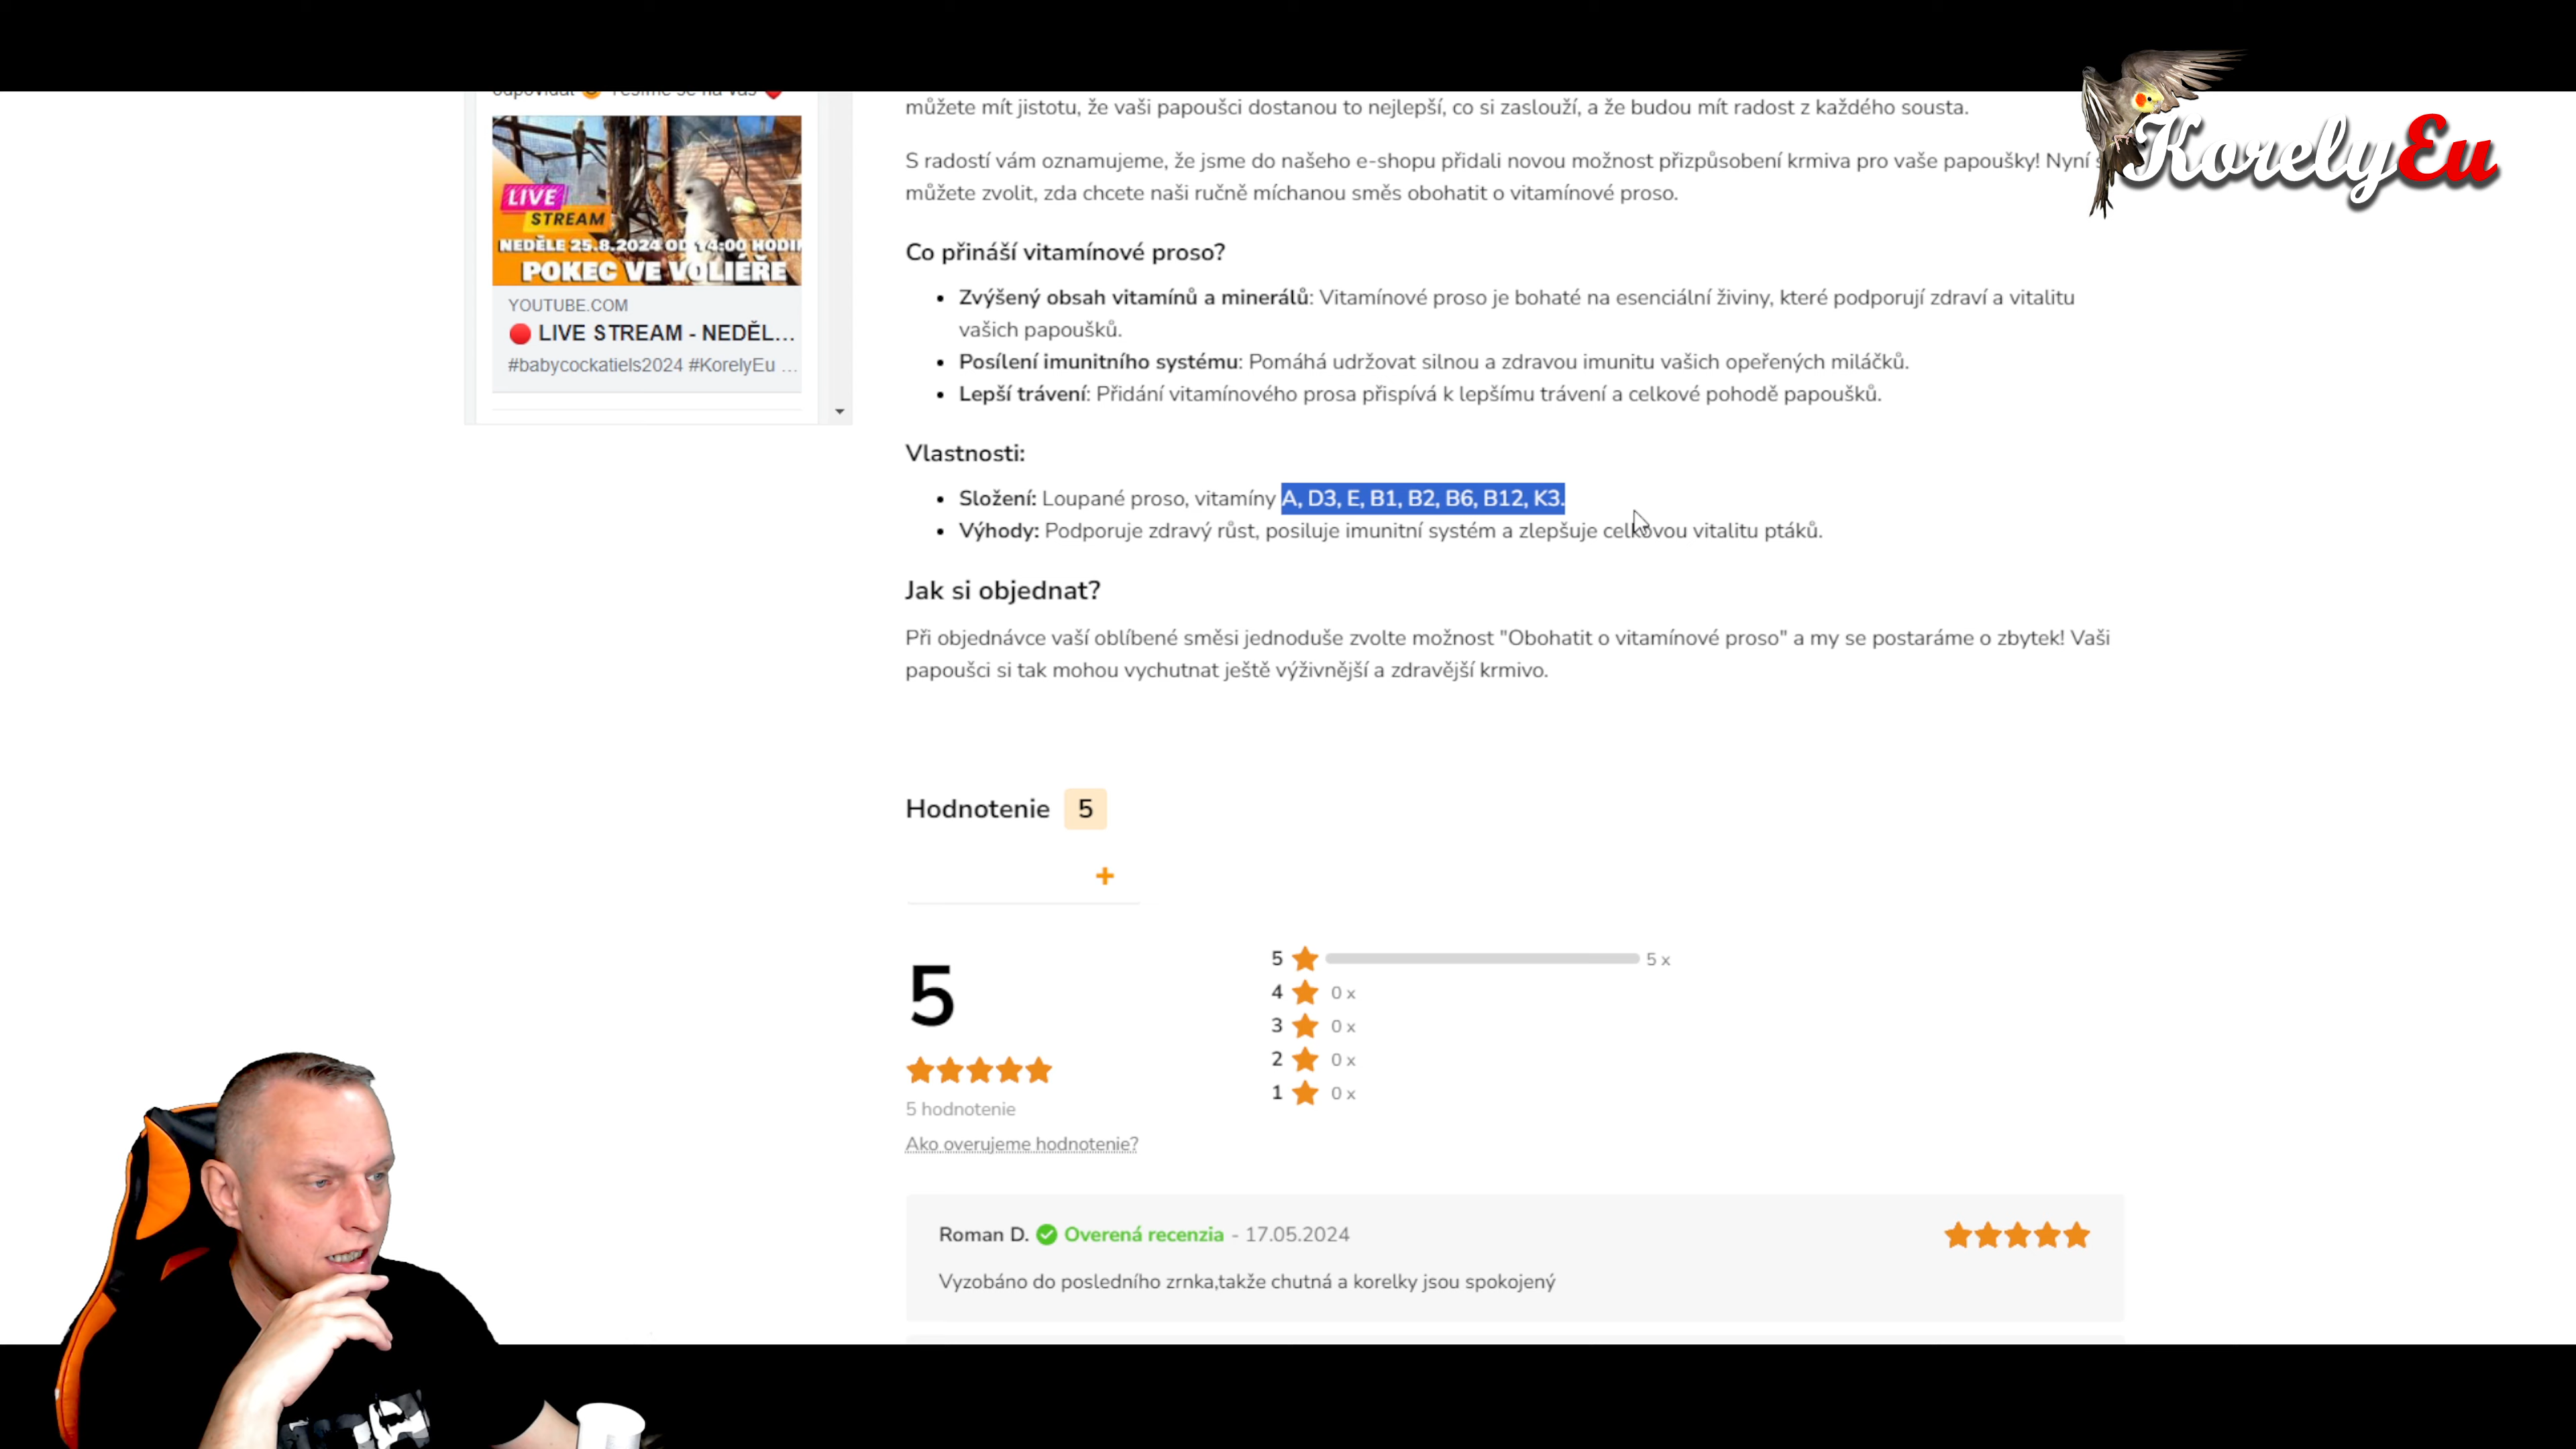 KorelyEu
LIVE
STREAM
NEDĚLE 25.8.2024 OD 14:00 HODIN
POKEC VE VOLIÉŘE
YOUTUBE.COM
LIVE STREAM - NEDĚL...
#babycockatiels2024 #KorelyEu ...
můžete mít jistotu, že vaši papoušci dostanou to nejlepší, co si zaslouží, a že budou mít radost z každého sousta.
S radostí vám oznamujeme, že jsme do našeho e-shopu přidali novou možnost přizpůsobení krmiva pro vaše papoušky! Nyní
můžete zvolit, zda chcete naši ručně míchanou směs obohatit o vitamínové proso.
Co přináší vitamínové proso?
• Zvýšený obsah vitamínů a minerálů: Vitamínové proso je bohaté na esenciální živiny, které podporují zdraví a vitalitu
vašich papoušků.
• Posílení imunitního systému: Pomáhá udržovat silnou a zdravou imunitu vašich opeřených miláčků.
• Lepší trávení: Přidání vitamínového prosa přispívá k lepšímu trávení a celkové pohodě papoušků.
Vlastnosti:
• Složení: Loupané proso, vitamíny A, D3, E, B1, B2, B6, B12, K3.
• Výhody: Podporuje zdravý růst, posiluje imunitní systém a zlepšuje celkovou vitalitu ptáků.
Jak si objednat?
Při objednávce vaší oblíbené směsi jednoduše zvolte možnost "Obohatit o vitamínové proso" a my se postaráme o zbytek! Vaši
papoušci si tak mohou vychutnat ještě výživnější a zdravější krmivo.
Hodnotenie 5
+
5
5 hodnotenie
Ako overujeme hodnotenie?
5 5 x
4 0 x
3 0 x
2 0 x
1 0 x
Roman D. Overená recenzia - 17.05.2024
Vyzobáno do posledního zrnka,takže chutná a korelky jsou spokojený